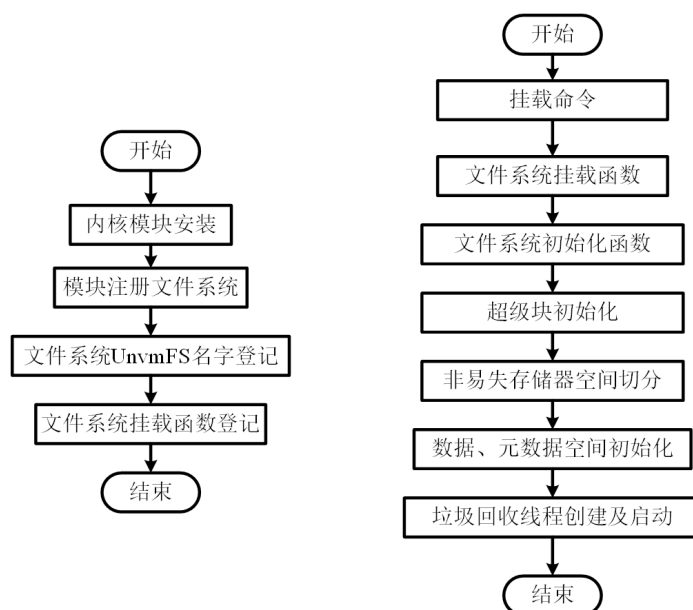 开始
内核模块安装
模块注册文件系统
文件系统UnvmFS名字登记
文件系统挂载函数登记
结束
开始
挂载命令
文件系统挂载函数
文件系统初始化函数
超级块初始化
非易失存储器空间切分
数据、元数据空间初始化
垃圾回收线程创建及启动
结束